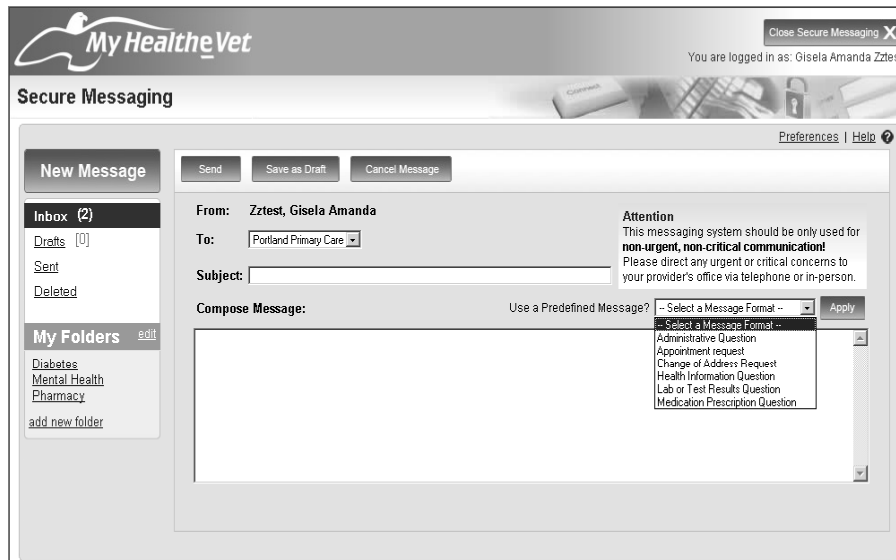 My HealtheVet
Close Secure Messaging X
You are logged in as: Gisela Amanda Zztes
Secure Messaging
Connect
Preferences | Help ?
New Message
Send
Save as Draft
Cancel Message
Inbox (2)
Drafts [0]
Sent
Deleted
My Folders edit
Diabetes
Mental Health
Pharmacy
add new folder
From: Zztest, Gisela Amanda
To: Portland Primary Care
Subject:
Attention
This messaging system should be only used for
non-urgent, non-critical communication!
Please direct any urgent or critical concerns to
your provider's office via telephone or in-person.
Compose Message:
Use a Predefined Message? -- Select a Message Format -- Apply
-- Select a Message Format --
Administrative Question
Appointment request
Change of Address Request
Health Information Question
Lab or Test Results Question
Medication Prescription Question